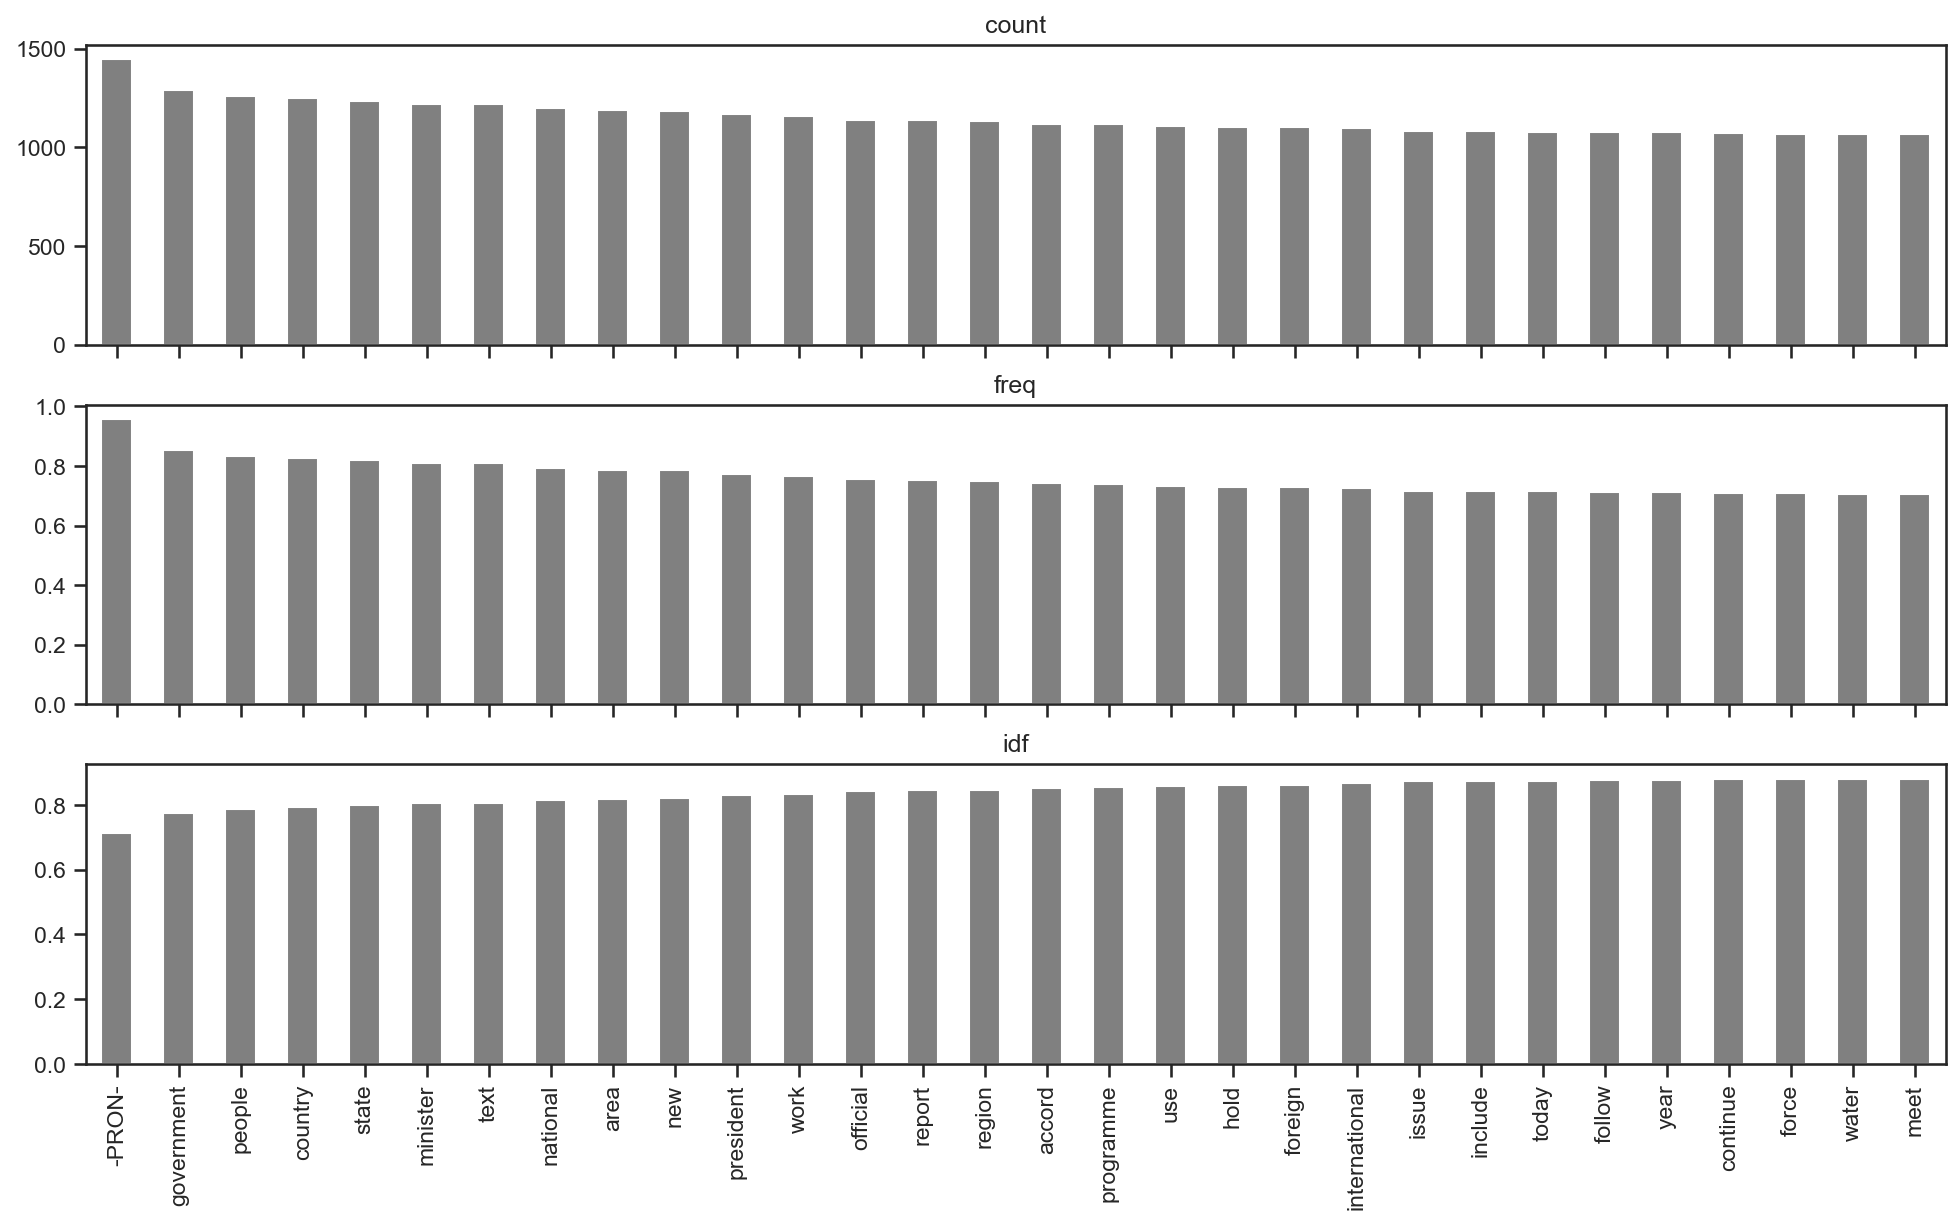 count
1500
1000
500
0
freq
1.0
0.8
0.6
0.4
0.2
0.0
idf
0.8
0.6
0.4
0.2
0.0
-PRON-
government
people
country
state
minister
text
national
area
new
president
work
official
report
region
accord
programme
use
hold
foreign
international
issue
include
today
follow
year
continue
force
water
meet